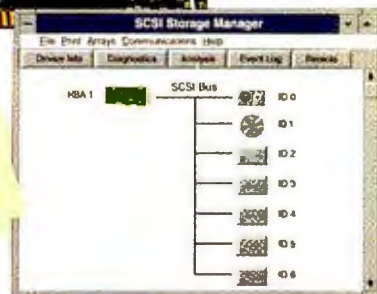 SCSI Storage Manager
File Print Arrays Communications Help
Device Info Diagnostics Analysis Event Log
HBA 1 SCSI Bus ID 0
ID 1
ID 2
ID 3
ID 4
ID 5
ID 6